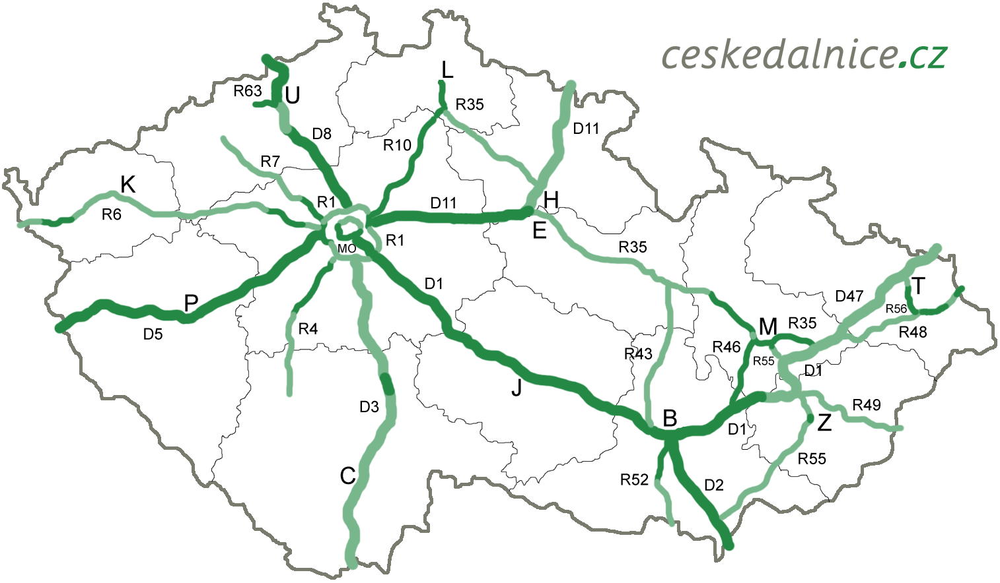 ceskedalnice.cz
L
R63
U
R35
D8
D11
R10
R7
K
R6
R1
D11
H
E
R1
MO
R35
D1
T
D47
P
R56
R4
D5
M
R35
R48
R46
R43
R55
D1
J
D3
R49
B
Z
D1
R55
C
R52
D2